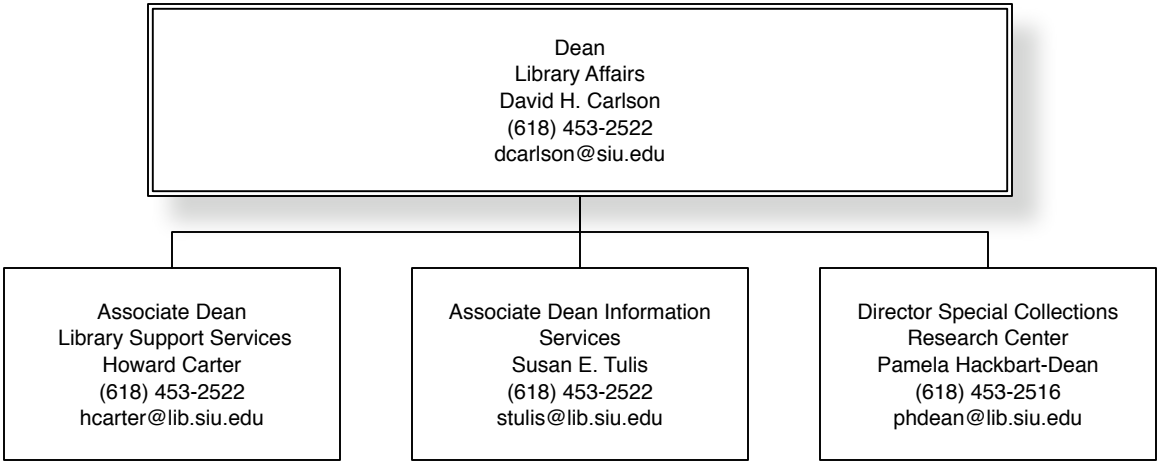 Dean
Library Affairs
David H. Carlson
(618) 453-2522
dcarlson@siu.edu
Associate Dean
Library Support Services
Howard Carter
(618) 453-2522
hcarter@lib.siu.edu
Associate Dean Information
Services
Susan E. Tulis
(618) 453-2522
stulis@lib.siu.edu
Director Special Collections
Research Center
Pamela Hackbart-Dean
(618) 453-2516
phdean@lib.siu.edu